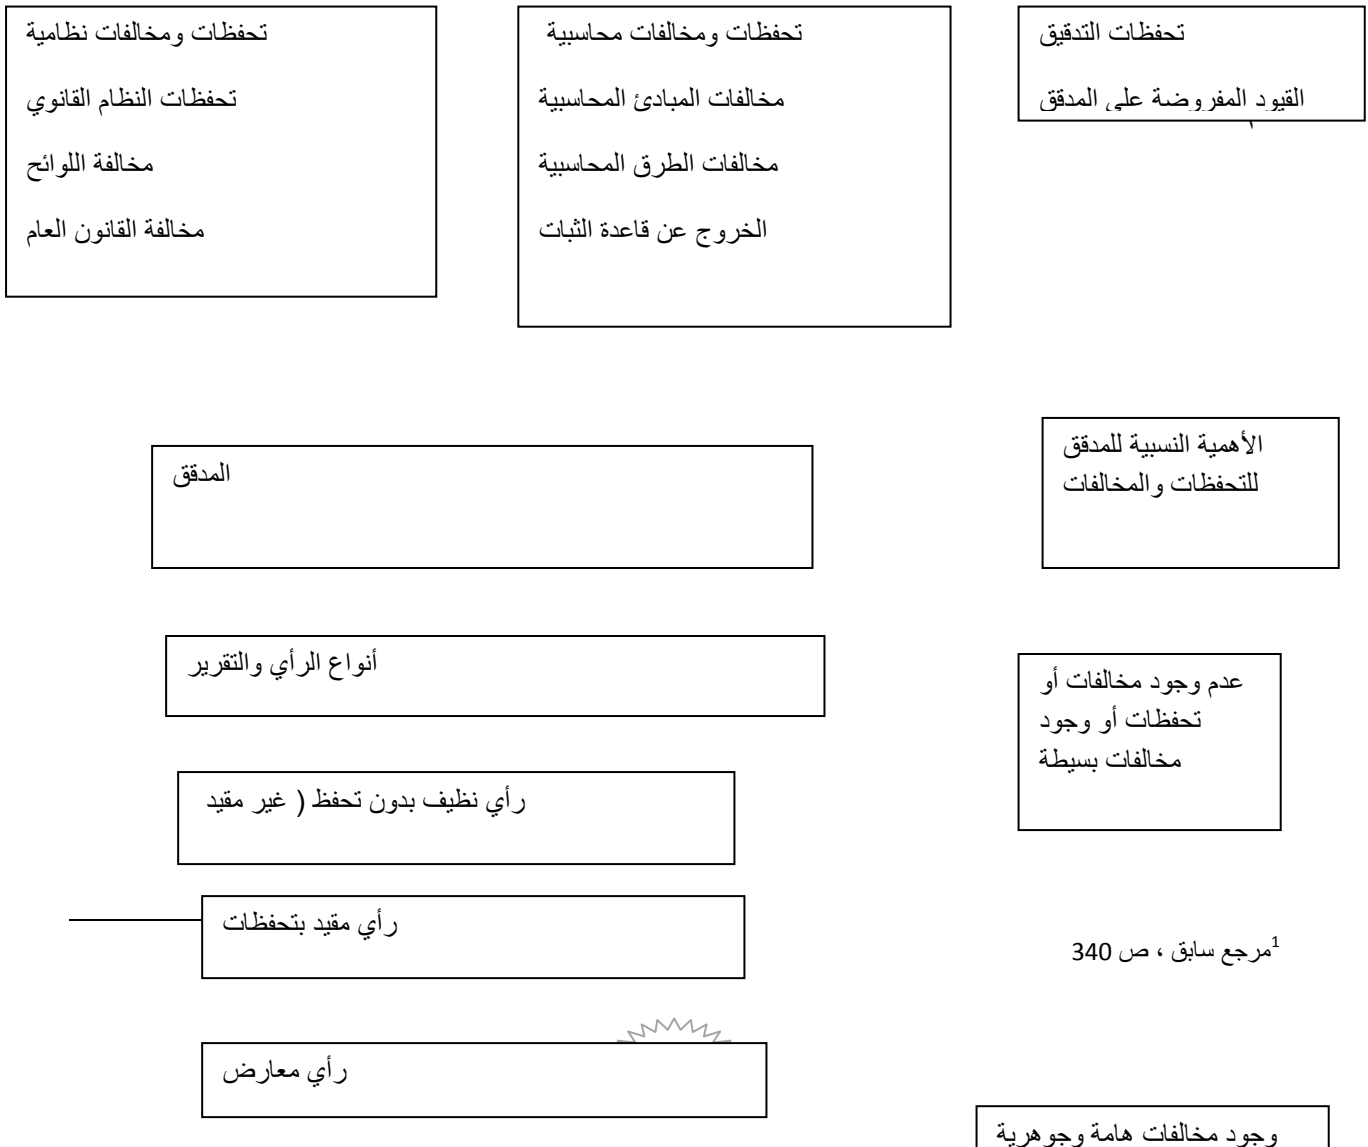 تحفظات التدقيق
القيود المفروضة على المدقق
تحفظات ومخالفات محاسبية
مخالفات المبادئ المحاسبية
مخالفات الطرق المحاسبية
الخروج عن قاعدة الثبات
تحفظات ومخالفات نظامية
تحفظات النظام القانوي
مخالفة اللوائح
مخالفة القانون العام
الأهمية النسبية للمدقق
للتحفظات والمخالفات
المدقق
أنواع الرأي والتقرير
عدم وجود مخالفات أو
تحفظات أو وجود
مخالفات بسيطة
رأي نظيف بدون تحفظ ( غير مقيد
رأي مقيد بتحفظات
1مرجع سابق ، ص 340
رأي معارض
وجود مخالفات هامة وجوهرية